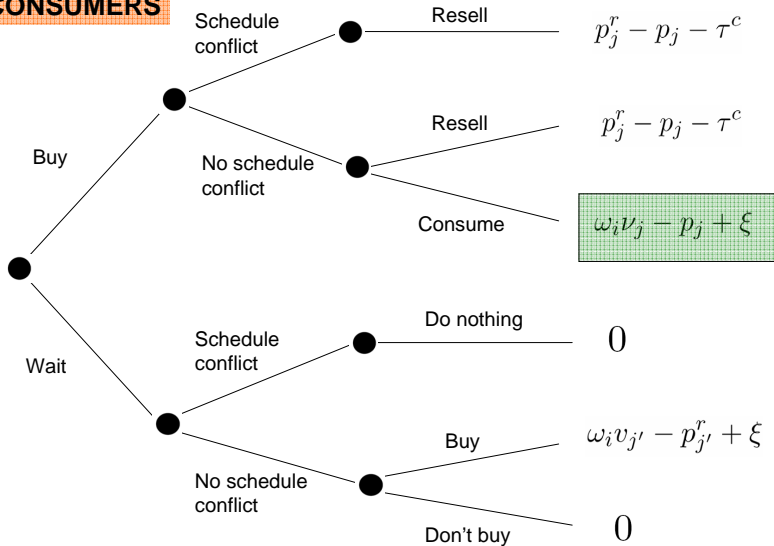 CONSUMERS
Schedule
conflict
Resell
p_j^r − p_j − τ^c
Buy
No schedule
conflict
Resell
p_j^r − p_j − τ^c
Consume
ω_i ν_j − p_j + ξ
Wait
Schedule
conflict
Do nothing
0
No schedule
conflict
Buy
ω_i v_{j'} − p_{j'}^r + ξ
Don't buy
0